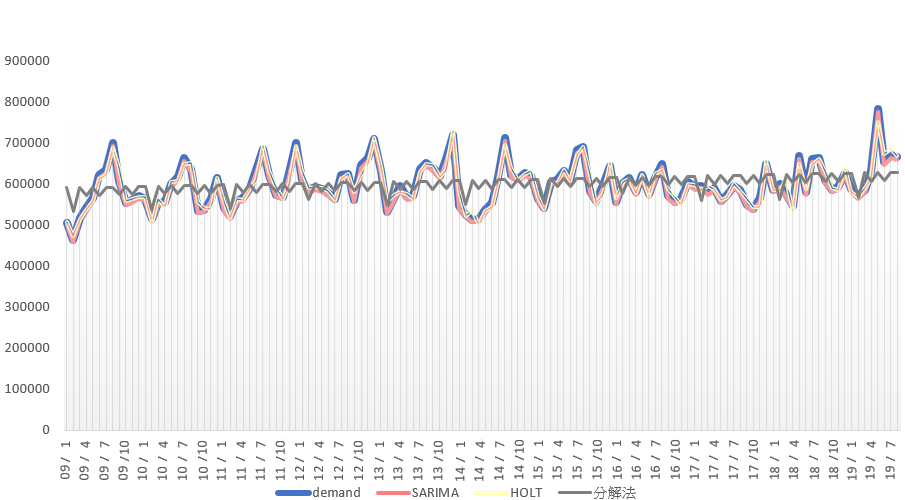 900000
800000
700000
600000
500000
400000
300000
200000
100000
0
09 / 1
09 / 4
09 / 7
09 / 10
10 / 1
10 / 4
10 / 7
10 / 10
11 / 1
11 / 4
11 / 7
11 / 10
12 / 1
12 / 4
12 / 7
12 / 10
13 / 1
13 / 4
13 / 7
13 / 10
14 / 1
14 / 4
14 / 7
14 / 10
15 / 1
15 / 4
15 / 7
15 / 10
16 / 1
16 / 4
16 / 7
16 / 10
17 / 1
17 / 4
17 / 7
17 / 10
18 / 1
18 / 4
18 / 7
18 / 10
19 / 1
19 / 4
19 / 7
demand SARIMA HOLT 分解法